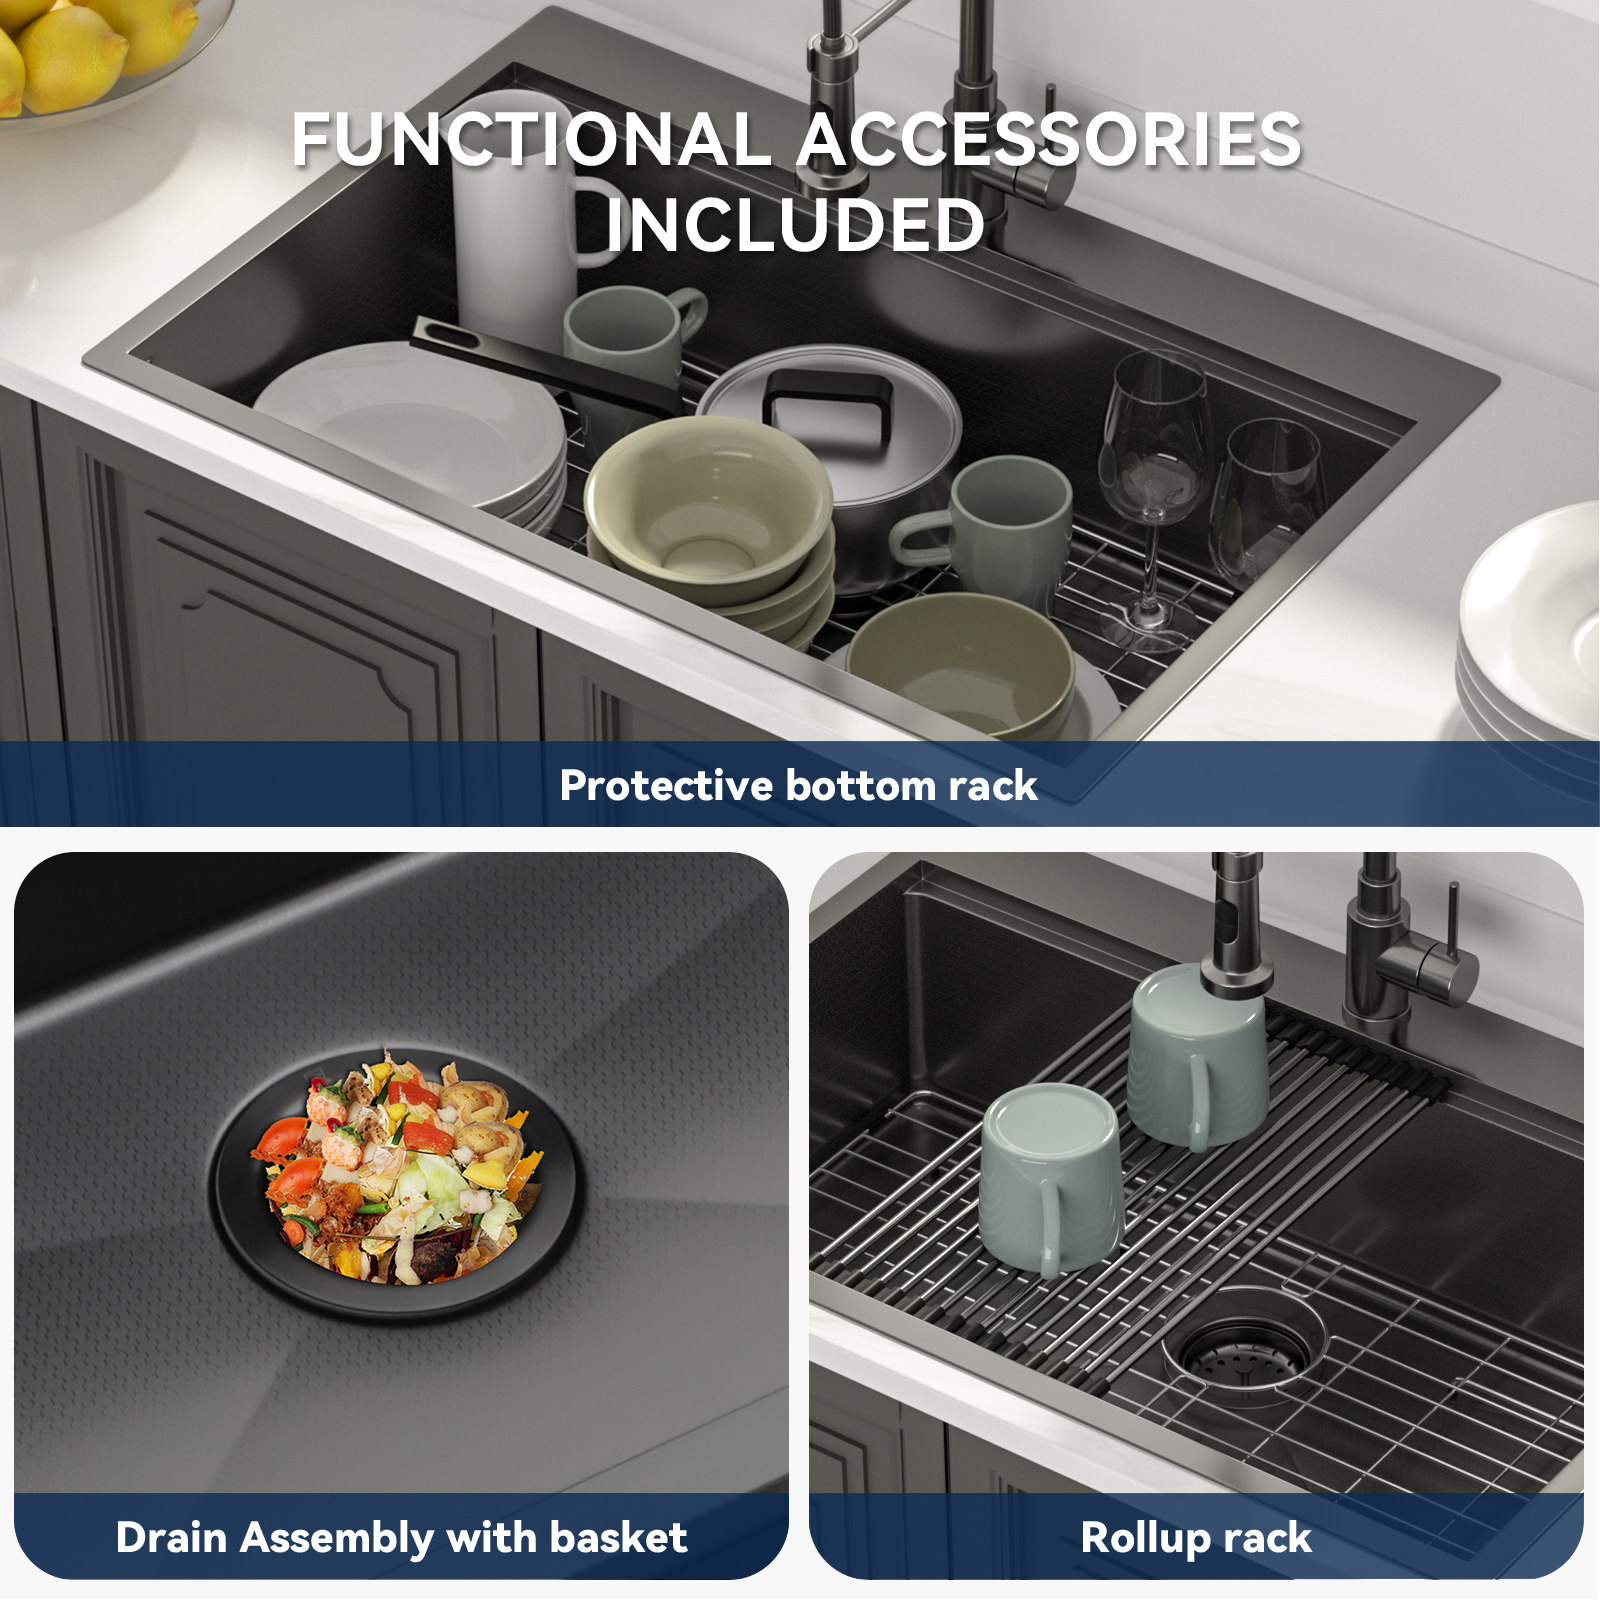 FUNCTIONAL ACCESSORIES
INCLUDED
Protective bottom rack
Drain Assembly with basket
Rollup rack